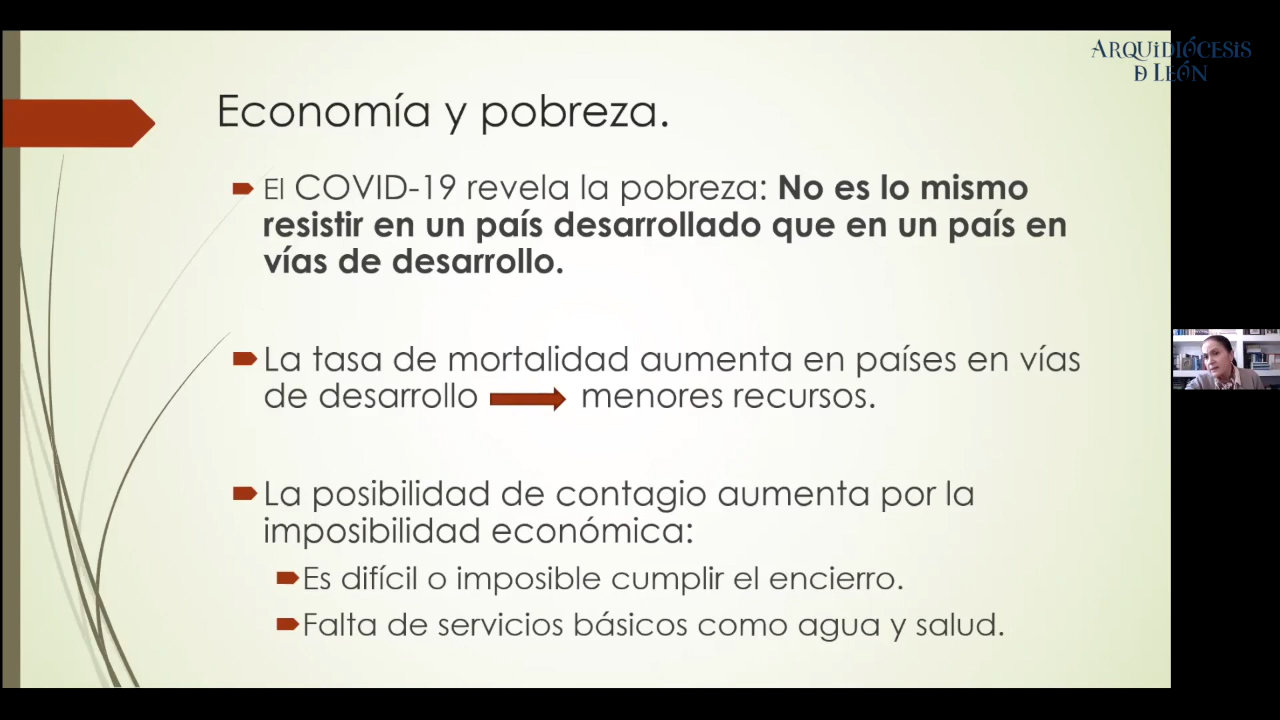 ARQUiDiÓCESiS
D LEÓN
Economía y pobreza.
El COVID-19 revela la pobreza: No es lo mismo
resistir en un país desarrollado que en un país en
vías de desarrollo.
La tasa de mortalidad aumenta en países en vías
de desarrollo menores recursos.
La posibilidad de contagio aumenta por la
imposibilidad económica:
Es difícil o imposible cumplir el encierro.
Falta de servicios básicos como agua y salud.